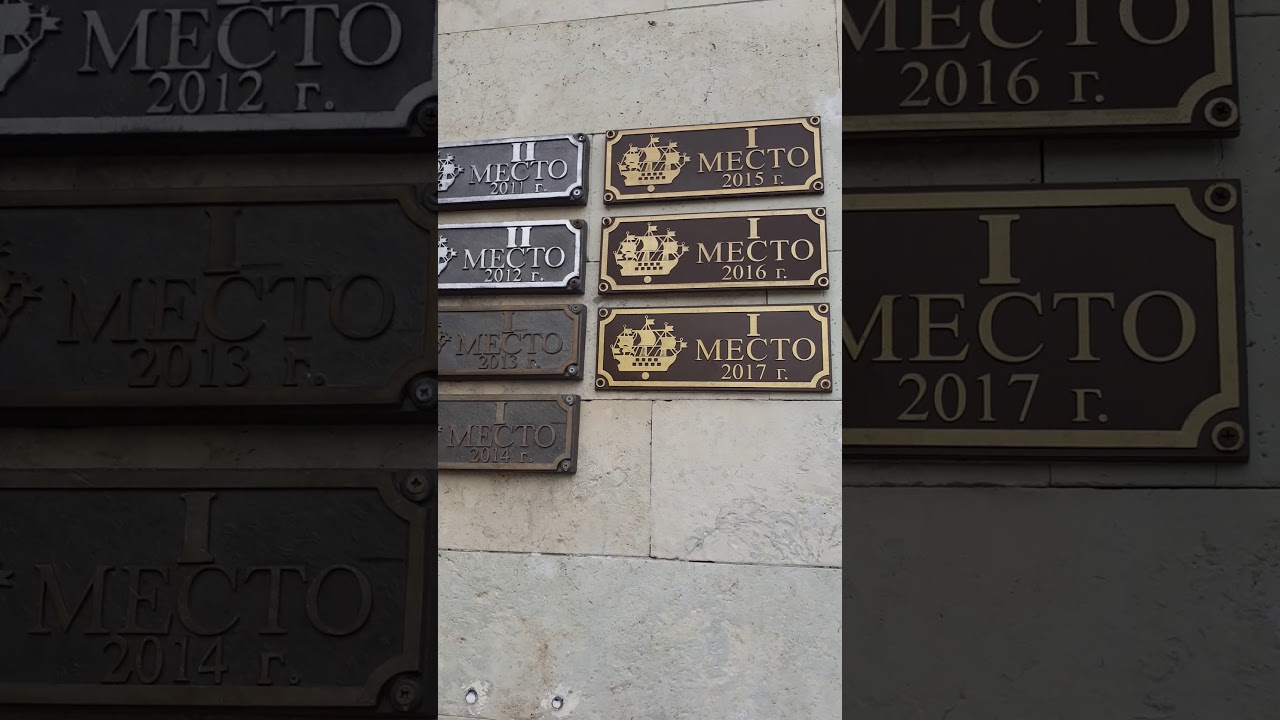 II
МЕСТО
2011 г.
II
МЕСТО
2012 г.
I
МЕСТО
2013 г.
I
МЕСТО
2014 г.
I
МЕСТО
2015 г.
I
МЕСТО
2016 г.
I
МЕСТО
2017 г.